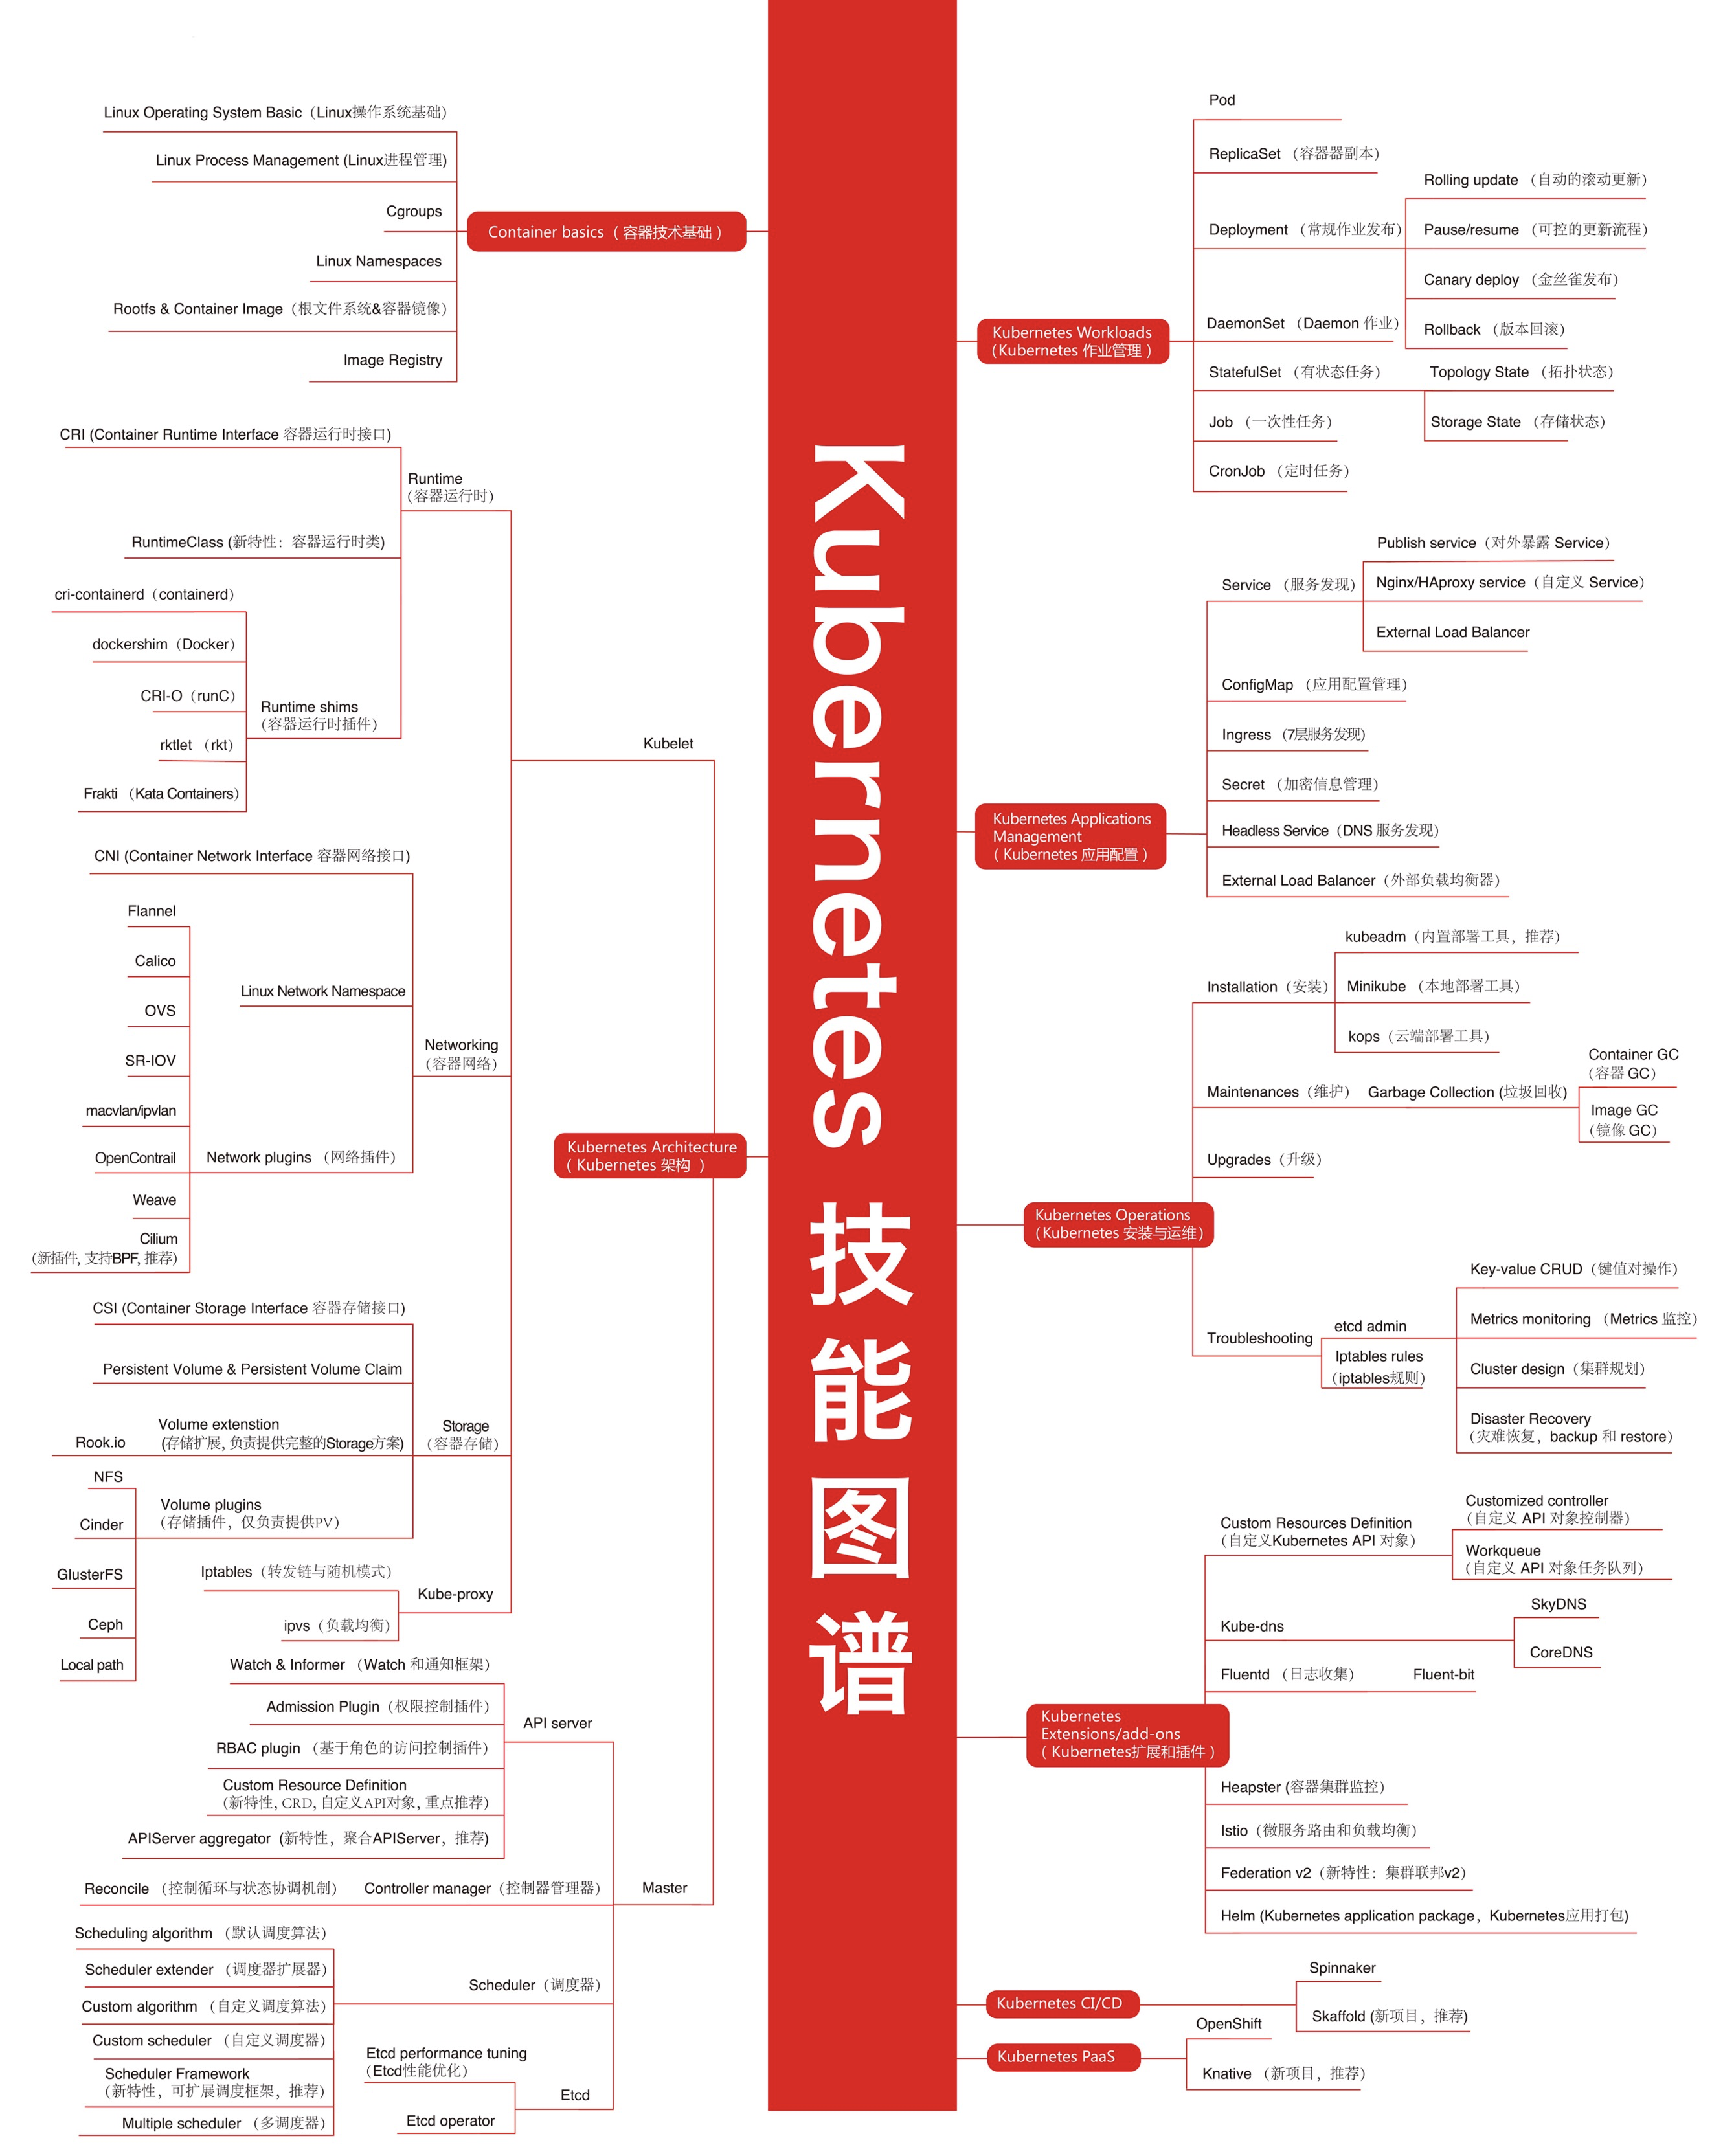 Kubernetes 技能图谱
Container basics（容器技术基础）
Linux Operating System Basic（Linux操作系统基础）
Linux Process Management (Linux进程管理)
Cgroups
Linux Namespaces
Rootfs & Container Image（根文件系统&容器镜像）
Image Registry
Kubernetes Architecture
（Kubernetes 架构 ）
Kubelet
Runtime
（容器运行时）
CRI (Container Runtime Interface 容器运行时接口)
RuntimeClass (新特性：容器运行时类)
Runtime shims
（容器运行时插件）
cri-containerd（containerd）
dockershim（Docker）
CRI-O（runC）
rktlet （rkt）
Frakti （Kata Containers）
Networking
（容器网络）
CNI (Container Network Interface 容器网络接口)
Linux Network Namespace
Network plugins （网络插件）
Flannel
Calico
OVS
SR-IOV
macvlan/ipvlan
OpenContrail
Weave
Cilium
（新插件, 支持BPF, 推荐）
Storage
（容器存储）
CSI (Container Storage Interface 容器存储接口)
Persistent Volume & Persistent Volume Claim
Volume extenstion
（存储扩展, 负责提供完整的Storage方案）
Rook.io
Volume plugins
（存储插件，仅负责提供PV）
NFS
Cinder
GlusterFS
Ceph
Local path
Kube-proxy
Iptables（转发链与随机模式）
ipvs（负载均衡）
Master
API server
Watch & Informer （Watch 和通知框架）
Admission Plugin（权限控制插件）
RBAC plugin （基于角色的访问控制插件）
Custom Resource Definition
（新特性, CRD, 自定义API对象, 重点推荐）
APIServer aggregator (新特性，聚合APIServer，推荐)
Controller manager（控制器管理器）
Reconcile （控制循环与状态协调机制）
Scheduler（调度器）
Scheduling algorithm （默认调度算法）
Scheduler extender （调度器扩展器）
Custom algorithm （自定义调度算法）
Custom scheduler （自定义调度器）
Scheduler Framework
（新特性，可扩展调度框架，推荐）
Multiple scheduler （多调度器）
Etcd
Etcd performance tuning
（Etcd性能优化）
Etcd operator
Kubernetes Workloads
（Kubernetes 作业管理）
Pod
ReplicaSet （容器器副本）
Deployment （常规作业发布）
Rolling update （自动的滚动更新）
Pause/resume （可控的更新流程）
Canary deploy （金丝雀发布）
Rollback （版本回滚）
DaemonSet （Daemon 作业）
StatefulSet （有状态任务）
Topology State （拓扑状态）
Storage State （存储状态）
Job （一次性任务）
CronJob （定时任务）
Kubernetes Applications
Management
（Kubernetes 应用配置）
Service （服务发现）
Publish service（对外暴露 Service）
Nginx/HAproxy service（自定义 Service）
External Load Balancer
ConfigMap （应用配置管理）
Ingress （7层服务发现）
Secret （加密信息管理）
Headless Service（DNS 服务发现）
External Load Balancer（外部负载均衡器）
Kubernetes Operations
（Kubernetes 安装与运维）
Installation（安装）
kubeadm（内置部署工具，推荐）
Minikube （本地部署工具）
kops（云端部署工具）
Maintenances（维护）
Garbage Collection (垃圾回收)
Container GC
（容器 GC）
Image GC
（镜像 GC）
Upgrades（升级）
Troubleshooting
etcd admin
Iptables rules
（iptables规则）
Key-value CRUD（键值对操作）
Metrics monitoring （Metrics 监控）
Cluster design（集群规划）
Disaster Recovery
（灾难恢复，backup 和 restore）
Kubernetes
Extensions/add-ons
（Kubernetes扩展和插件）
Custom Resources Definition
（自定义Kubernetes API 对象）
Customized controller
（自定义 API 对象控制器）
Workqueue
（自定义 API 对象任务队列）
Kube-dns
SkyDNS
CoreDNS
Fluentd （日志收集）
Fluent-bit
Heapster (容器集群监控)
Istio（微服务路由和负载均衡）
Federation v2（新特性：集群联邦v2）
Helm (Kubernetes application package，Kubernetes应用打包)
Kubernetes CI/CD
Spinnaker
Skaffold (新项目，推荐)
Kubernetes PaaS
OpenShift
Knative （新项目，推荐）